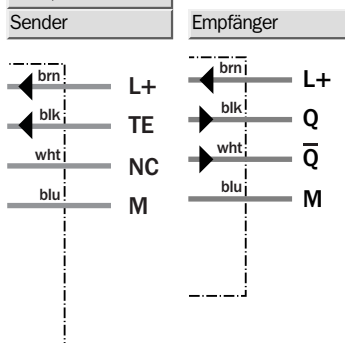 Sender
brn L+
blk TE
wht NC
blu M
Empfänger
brn L+
blk Q
wht Q̅
blu M